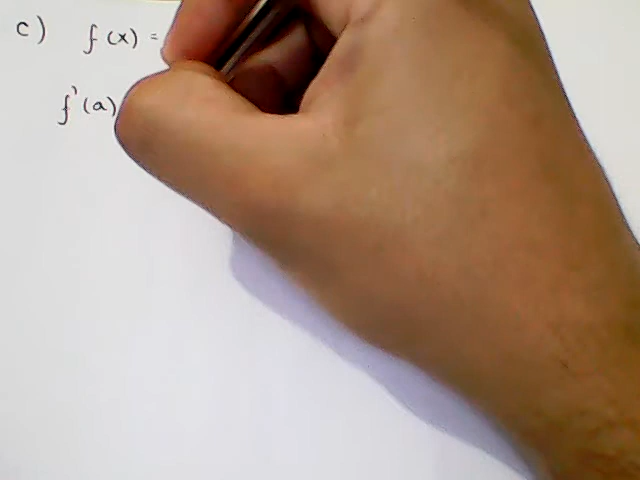 c) f(x) =
f'(a)